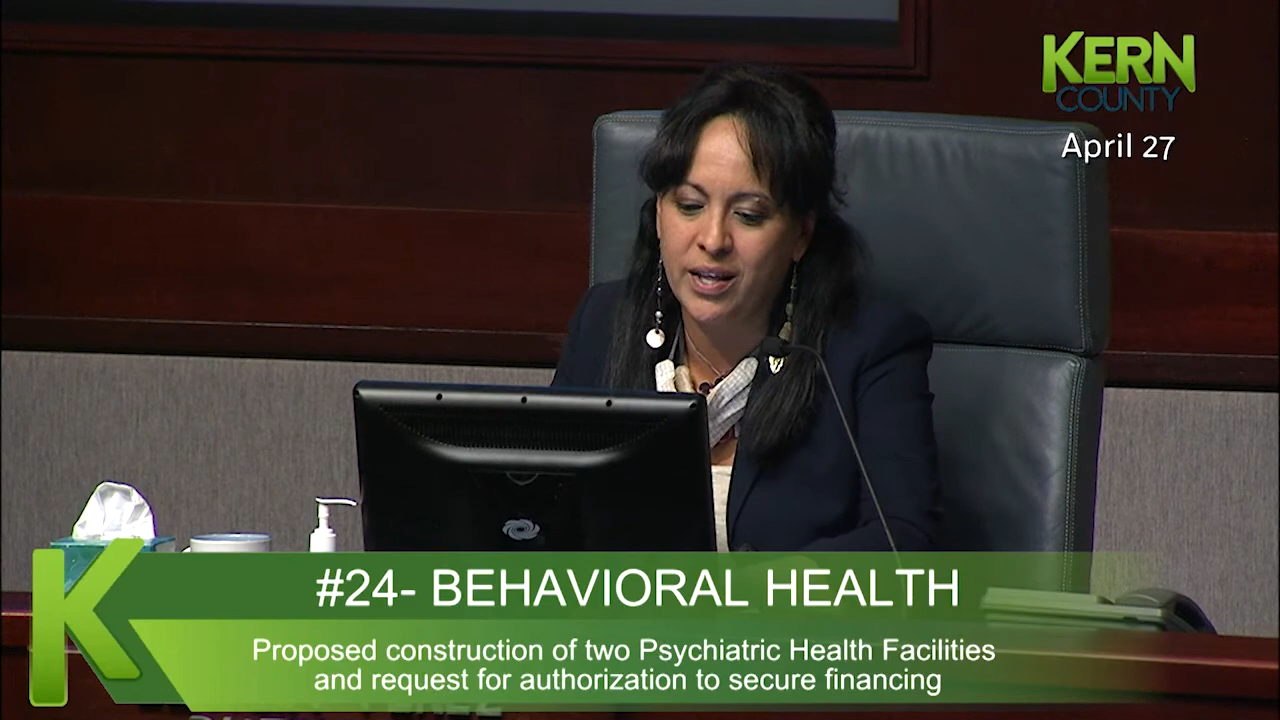 KERN
COUNTY
April 27
#24- BEHAVIORAL HEALTH
Proposed construction of two Psychiatric Health Facilities
and request for authorization to secure financing
K